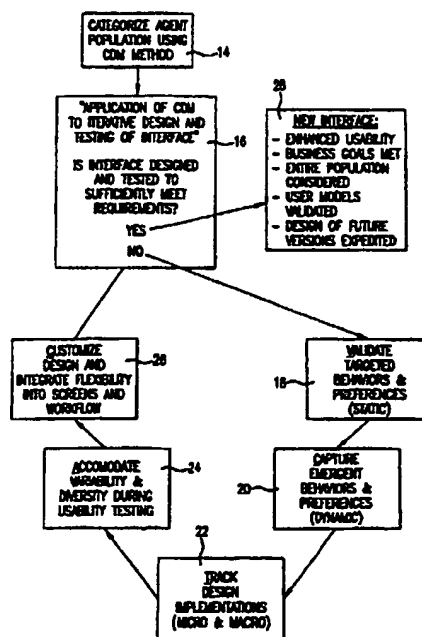 CATEGORIZE AGENT
POPULATION USING
CDM METHOD
14
"APPLICATION OF CDM
TO ITERATIVE DESIGN AND
TESTING OF INTERFACE"
16
IS INTERFACE DESIGNED
AND TESTED TO
SUFFICIENTLY MEET
REQUIREMENTS?
YES
NO
28
NEW INTERFACE:
- ENHANCED USABILITY
- BUSINESS GOALS MET
- ENTIRE POPULATION
CONSIDERED
- USER MODELS
VALIDATED
- DESIGN OF FUTURE
VERSIONS EXPEDITED
CUSTOMIZE
DESIGN AND
INTEGRATE FLEXIBILITY
INTO SCREENS AND
WORKFLOW
26
VALIDATE
TARGETED
BEHAVIORS &
PREFERENCES
(STATIC)
18
ACCOMODATE
VARIABILITY &
DIVERSITY DURING
USABILITY TESTING
24
CAPTURE
EMERGENT
BEHAVIORS &
PREFERENCES
(DYNAMIC)
20
22
TRACK
DESIGN
IMPLEMENTATIONS
(MICRO & MACRO)